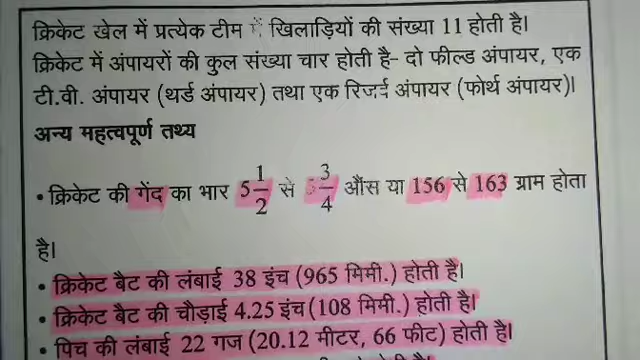 क्रिकेट खेल में प्रत्येक टीम में खिलाड़ियों की संख्या 11 होती है।
क्रिकेट में अंपायरों की कुल संख्या चार होती है- दो फील्ड अंपायर, एक
टी.वी. अंपायर (थर्ड अंपायर) तथा एक रिजर्व अंपायर (फोर्थ अंपायर)।
अन्य महत्वपूर्ण तथ्य
• क्रिकेट की गेंद का भार 5 1/2 से 5 3/4 औंस या 156 से 163 ग्राम होता
है।
• क्रिकेट बैट की लंबाई 38 इंच (965 मिमी.) होती है।
• क्रिकेट बैट की चौड़ाई 4.25 इंच (108 मिमी.) होती है।
• पिच की लंबाई 22 गज (20.12 मीटर, 66 फीट) होती है।